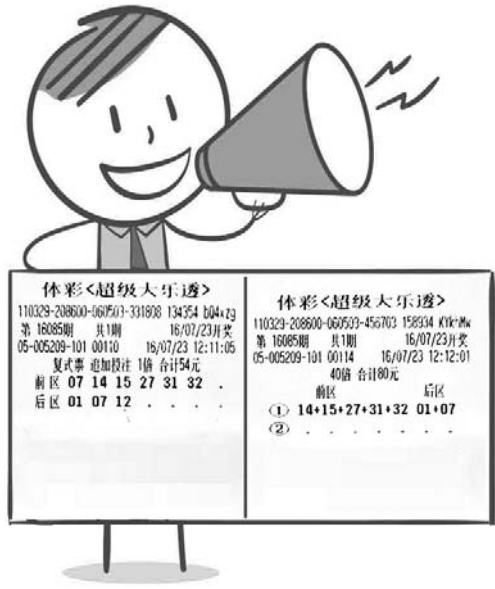 体彩<超级大乐透>
110329-208600-060503-331808 134354 bQ4xzg
第 16085期 共1期 16/07/23开奖
05-005209-101 00110 16/07/23 12:11:05
复式票 追加投注 1倍 合计54元
前区 07 14 15 27 31 32 .
后区 01 07 12 . . . .
体彩<超级大乐透>
110329-208600-060503-456703 158934
第 16085期 共1期 16/07/23开奖
05-005209-101 00114 16/07/23 12:12:01
40倍 合计80元
前区 后区
① 14+15+27+31+32 01+07
② . . . . . . .